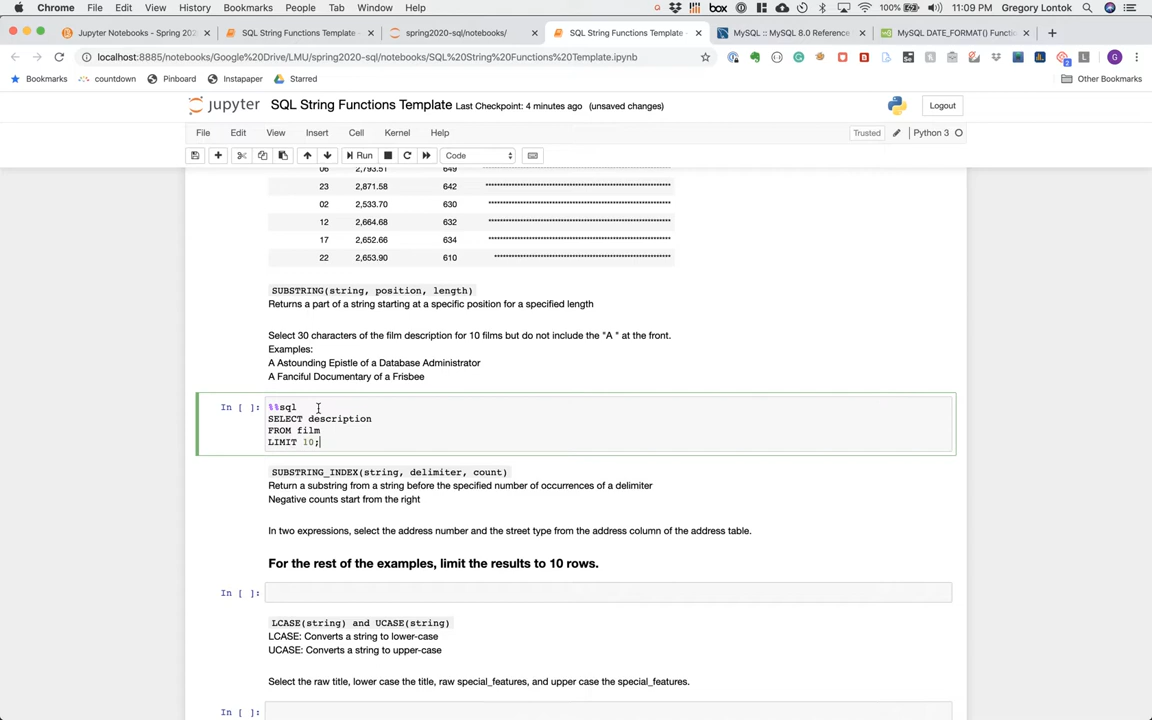 Chrome File Edit View History Bookmarks People Tab Window Help box 100% Gregory Lontok 11:09 PM
Jupyter Notebooks - Spring 202 × SQL String Functions Template - × spring2020-sql/notebooks/ × SQL String Functions Template - × MySQL :: MySQL 8.0 Reference × MySQL DATE_FORMAT() Functi × +
localhost:8885/notebooks/Google%20Drive/LMU/spring2020-sql/notebooks/SQL%20String%20Functions%20Template.ipynb
Bookmarks countdown Pinboard Instapaper Starred Other Bookmarks
jupyter SQL String Functions Template Last Checkpoint: 4 minutes ago (unsaved changes) Logout
File Edit View Insert Cell Kernel Help Trusted Python 3
Run Code
06 2,793.51 649
23 2,871.58 642 ****************************************************************
02 2,533.70 630 ***************************************************************
12 2,664.68 632 ***************************************************************
17 2,652.66 634 ***************************************************************
22 2,653.90 610 *************************************************************
SUBSTRING(string, position, length)
Returns a part of a string starting at a specific position for a specified length
Select 30 characters of the film description for 10 films but do not include the "A " at the front.
Examples:
A Astounding Epistle of a Database Administrator
A Fanciful Documentary of a Frisbee
In [ ]: %%sql
SELECT description
FROM film
LIMIT 10;
SUBSTRING_INDEX(string, delimiter, count)
Return a substring from a string before the specified number of occurrences of a delimiter
Negative counts start from the right
In two expressions, select the address number and the street type from the address column of the address table.
For the rest of the examples, limit the results to 10 rows.
In [ ]:
LCASE(string) and UCASE(string)
LCASE: Converts a string to lower-case
UCASE: Converts a string to upper-case
Select the raw title, lower case the title, raw special_features, and upper case the special_features.
In [ ]: